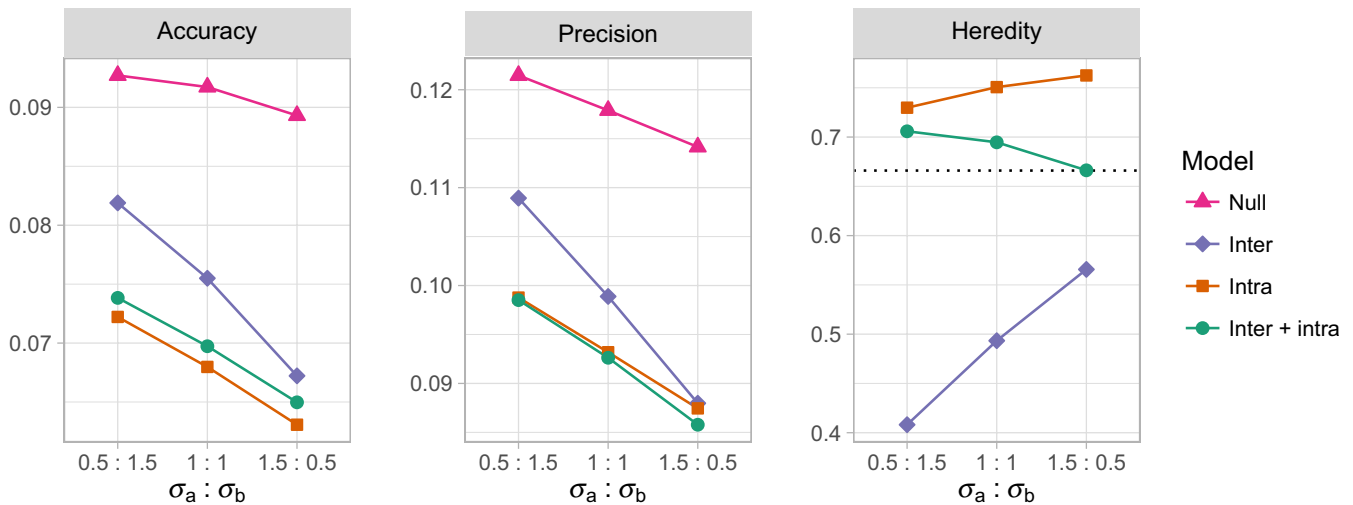 Accuracy
Precision
Heredity
0.09
0.08
0.07
0.5 : 1.5
1 : 1
1.5 : 0.5
σa : σb
0.12
0.11
0.10
0.09
0.5 : 1.5
1 : 1
1.5 : 0.5
σa : σb
0.7
0.6
0.5
0.4
0.5 : 1.5
1 : 1
1.5 : 0.5
σa : σb
Model
Null
Inter
Intra
Inter + intra